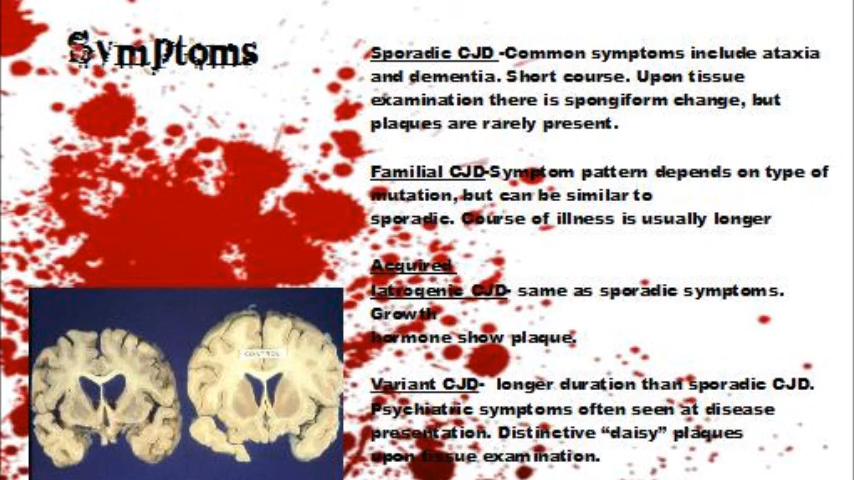 Symptoms
Sporadic CJD -Common symptoms include ataxia
and dementia. Short course. Upon tissue
examination there is spongiform change, but
plaques are rarely present.
Familial CJD-Symptom pattern depends on type of
mutation, but can be similar to
sporadic. Course of illness is usually longer
Acquired
Iatrogenic CJD- same as sporadic symptoms.
Growth
hormone show plaque.
Variant CJD- longer duration than sporadic CJD.
Psychiatric symptoms often seen at disease
presentation. Distinctive “daisy” plaques
upon tissue examination.
CONTROL